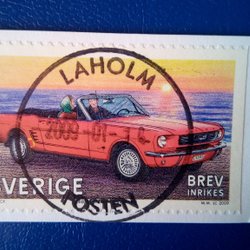 LAHOLM
2009-01-1
SVERIGE
BREV
INRIKES
POSTEN